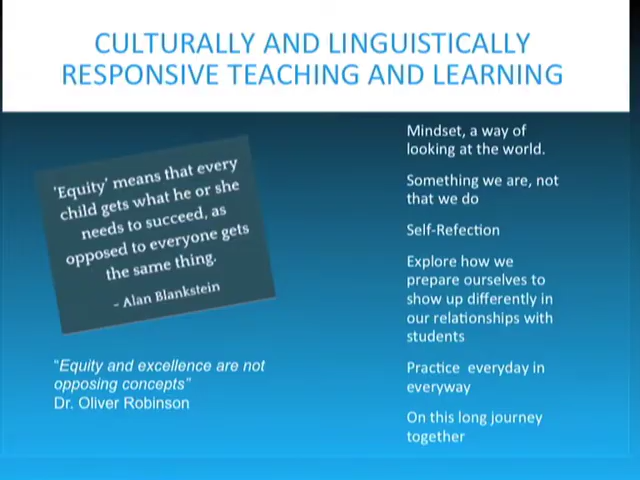 CULTURALLY AND LINGUISTICALLY
RESPONSIVE TEACHING AND LEARNING
'Equity' means that every
child gets what he or she
needs to succeed, as
opposed to everyone gets
the same thing.
- Alan Blankstein
"Equity and excellence are not
opposing concepts"
Dr. Oliver Robinson
Mindset, a way of
looking at the world.
Something we are, not
that we do
Self-Refection
Explore how we
prepare ourselves to
show up differently in
our relationships with
students
Practice everyday in
everyway
On this long journey
together